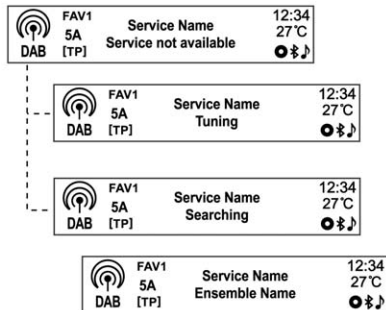 FAV1
5A
DAB [TP]
Service Name
Service not available
12:34
27℃
FAV1
5A
DAB [TP]
Service Name
Tuning
12:34
27℃
FAV1
5A
DAB [TP]
Service Name
Searching
12:34
27℃
FAV1
5A
DAB [TP]
Service Name
Ensemble Name
12:34
27℃